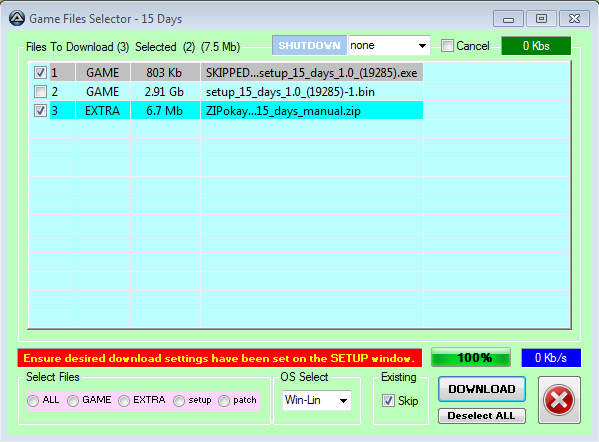 Game Files Selector - 15 Days
Files To Download (3) Selected (2) (7.5 Mb) SHUTDOWN none Cancel 0 Kbs
1 GAME 803 Kb SKIPPED...setup_15_days_1.0_(19285).exe
2 GAME 2.91 Gb setup_15_days_1.0_(19285)-1.bin
3 EXTRA 6.7 Mb ZIPokay...15_days_manual.zip
Ensure desired download settings have been set on the SETUP window. 100% 0 Kb/s
Select Files OS Select Existing
ALL GAME EXTRA setup patch Win-Lin Skip DOWNLOAD
Deselect ALL